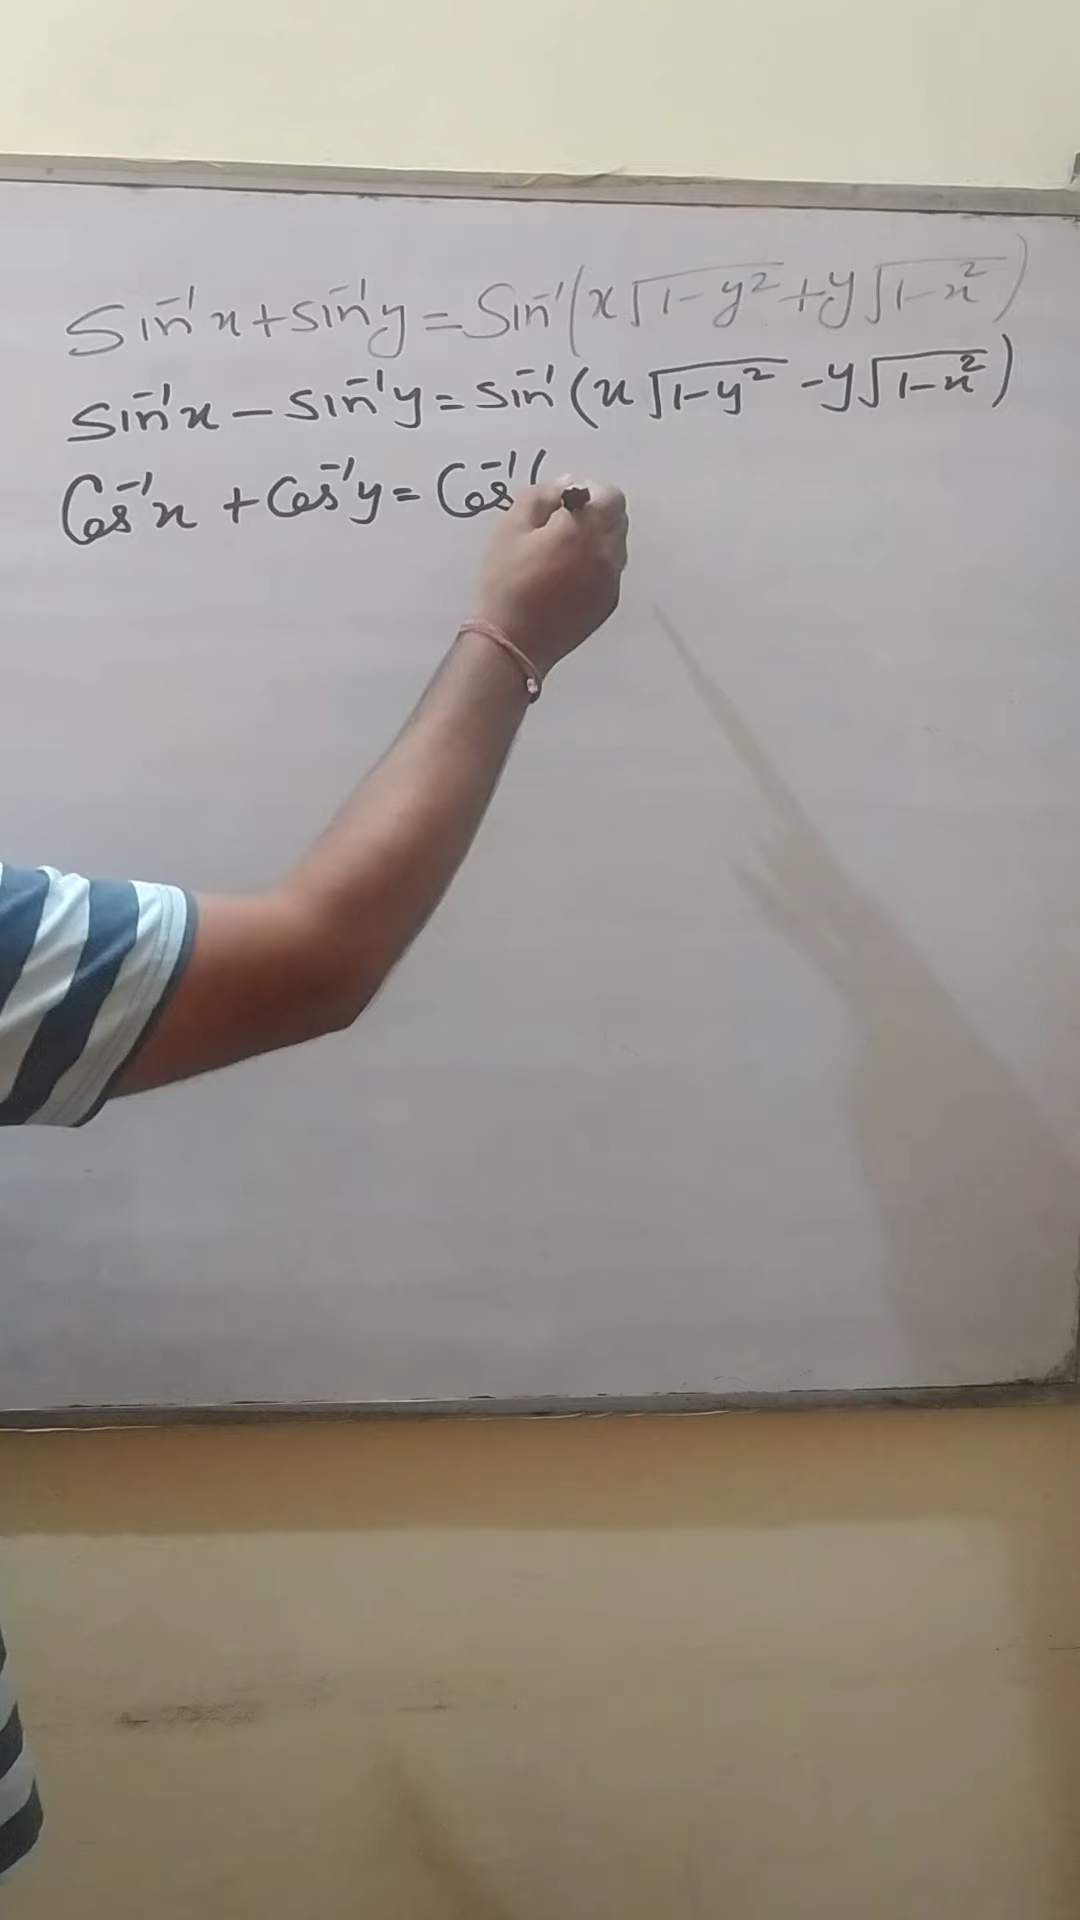 Sin⁻¹x + sin⁻¹y = Sin⁻¹(x√(1-y²) + y√(1-x²))
Sin⁻¹x - sin⁻¹y = sin⁻¹(x√(1-y²) - y√(1-x²))
Cos⁻¹x + Cos⁻¹y = Cos⁻¹(